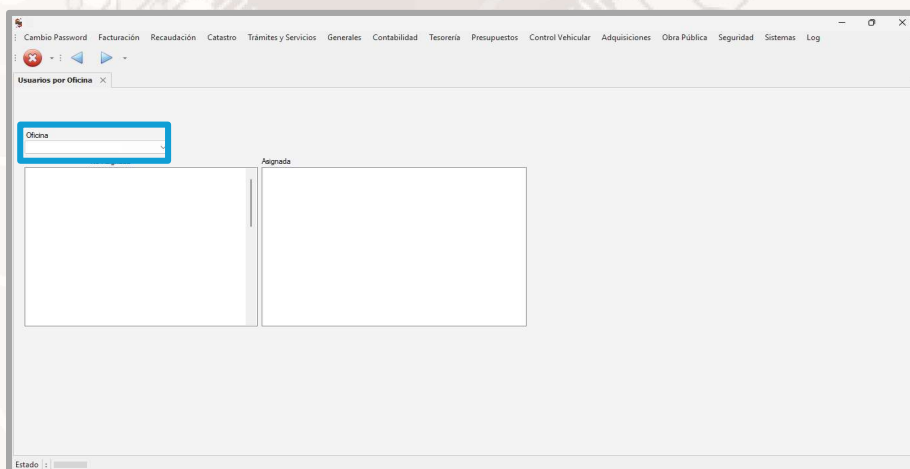 Cambio Password Facturación Recaudación Catastro Trámites y Servicios Generales Contabilidad Tesorería Presupuestos Control Vehicular Adquisiciones Obra Pública Seguridad Sistemas Log
Usuarios por Oficina
Oficina
Asignada
Estado :